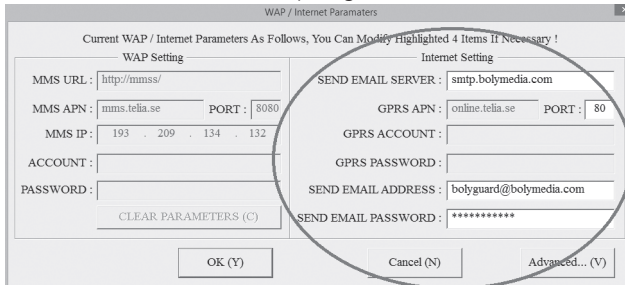 WAP / Internet Paramaters
Current WAP / Internet Parameters As Follows, You Can Modify Highlighted 4 Items If Necessary !
WAP Setting
MMS URL : http://mmss/
MMS APN : mms.telia.se PORT : 8080
MMS IP : 193 . 209 . 134 . 132
ACCOUNT :
PASSWORD :
CLEAR PARAMETERS (C)
Internet Setting
SEND EMAIL SERVER : smtp.bolymedia.com
GPRS APN : online.telia.se PORT : 80
GPRS ACCOUNT :
GPRS PASSWORD :
SEND EMAIL ADDRESS : bolyguard@bolymedia.com
SEND EMAIL PASSWORD : ***********
OK (Y) Cancel (N) Advanced... (V)